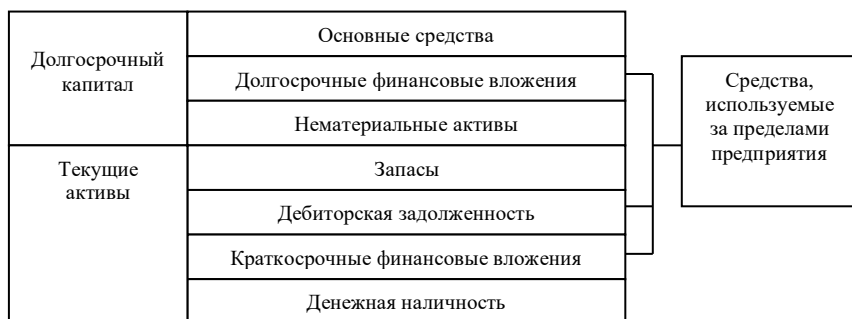 Долгосрочный
капитал
Основные средства
Долгосрочные финансовые вложения
Нематериальные активы
Текущие
активы
Запасы
Дебиторская задолженность
Краткосрочные финансовые вложения
Денежная наличность
Средства,
используемые
за пределами
предприятия